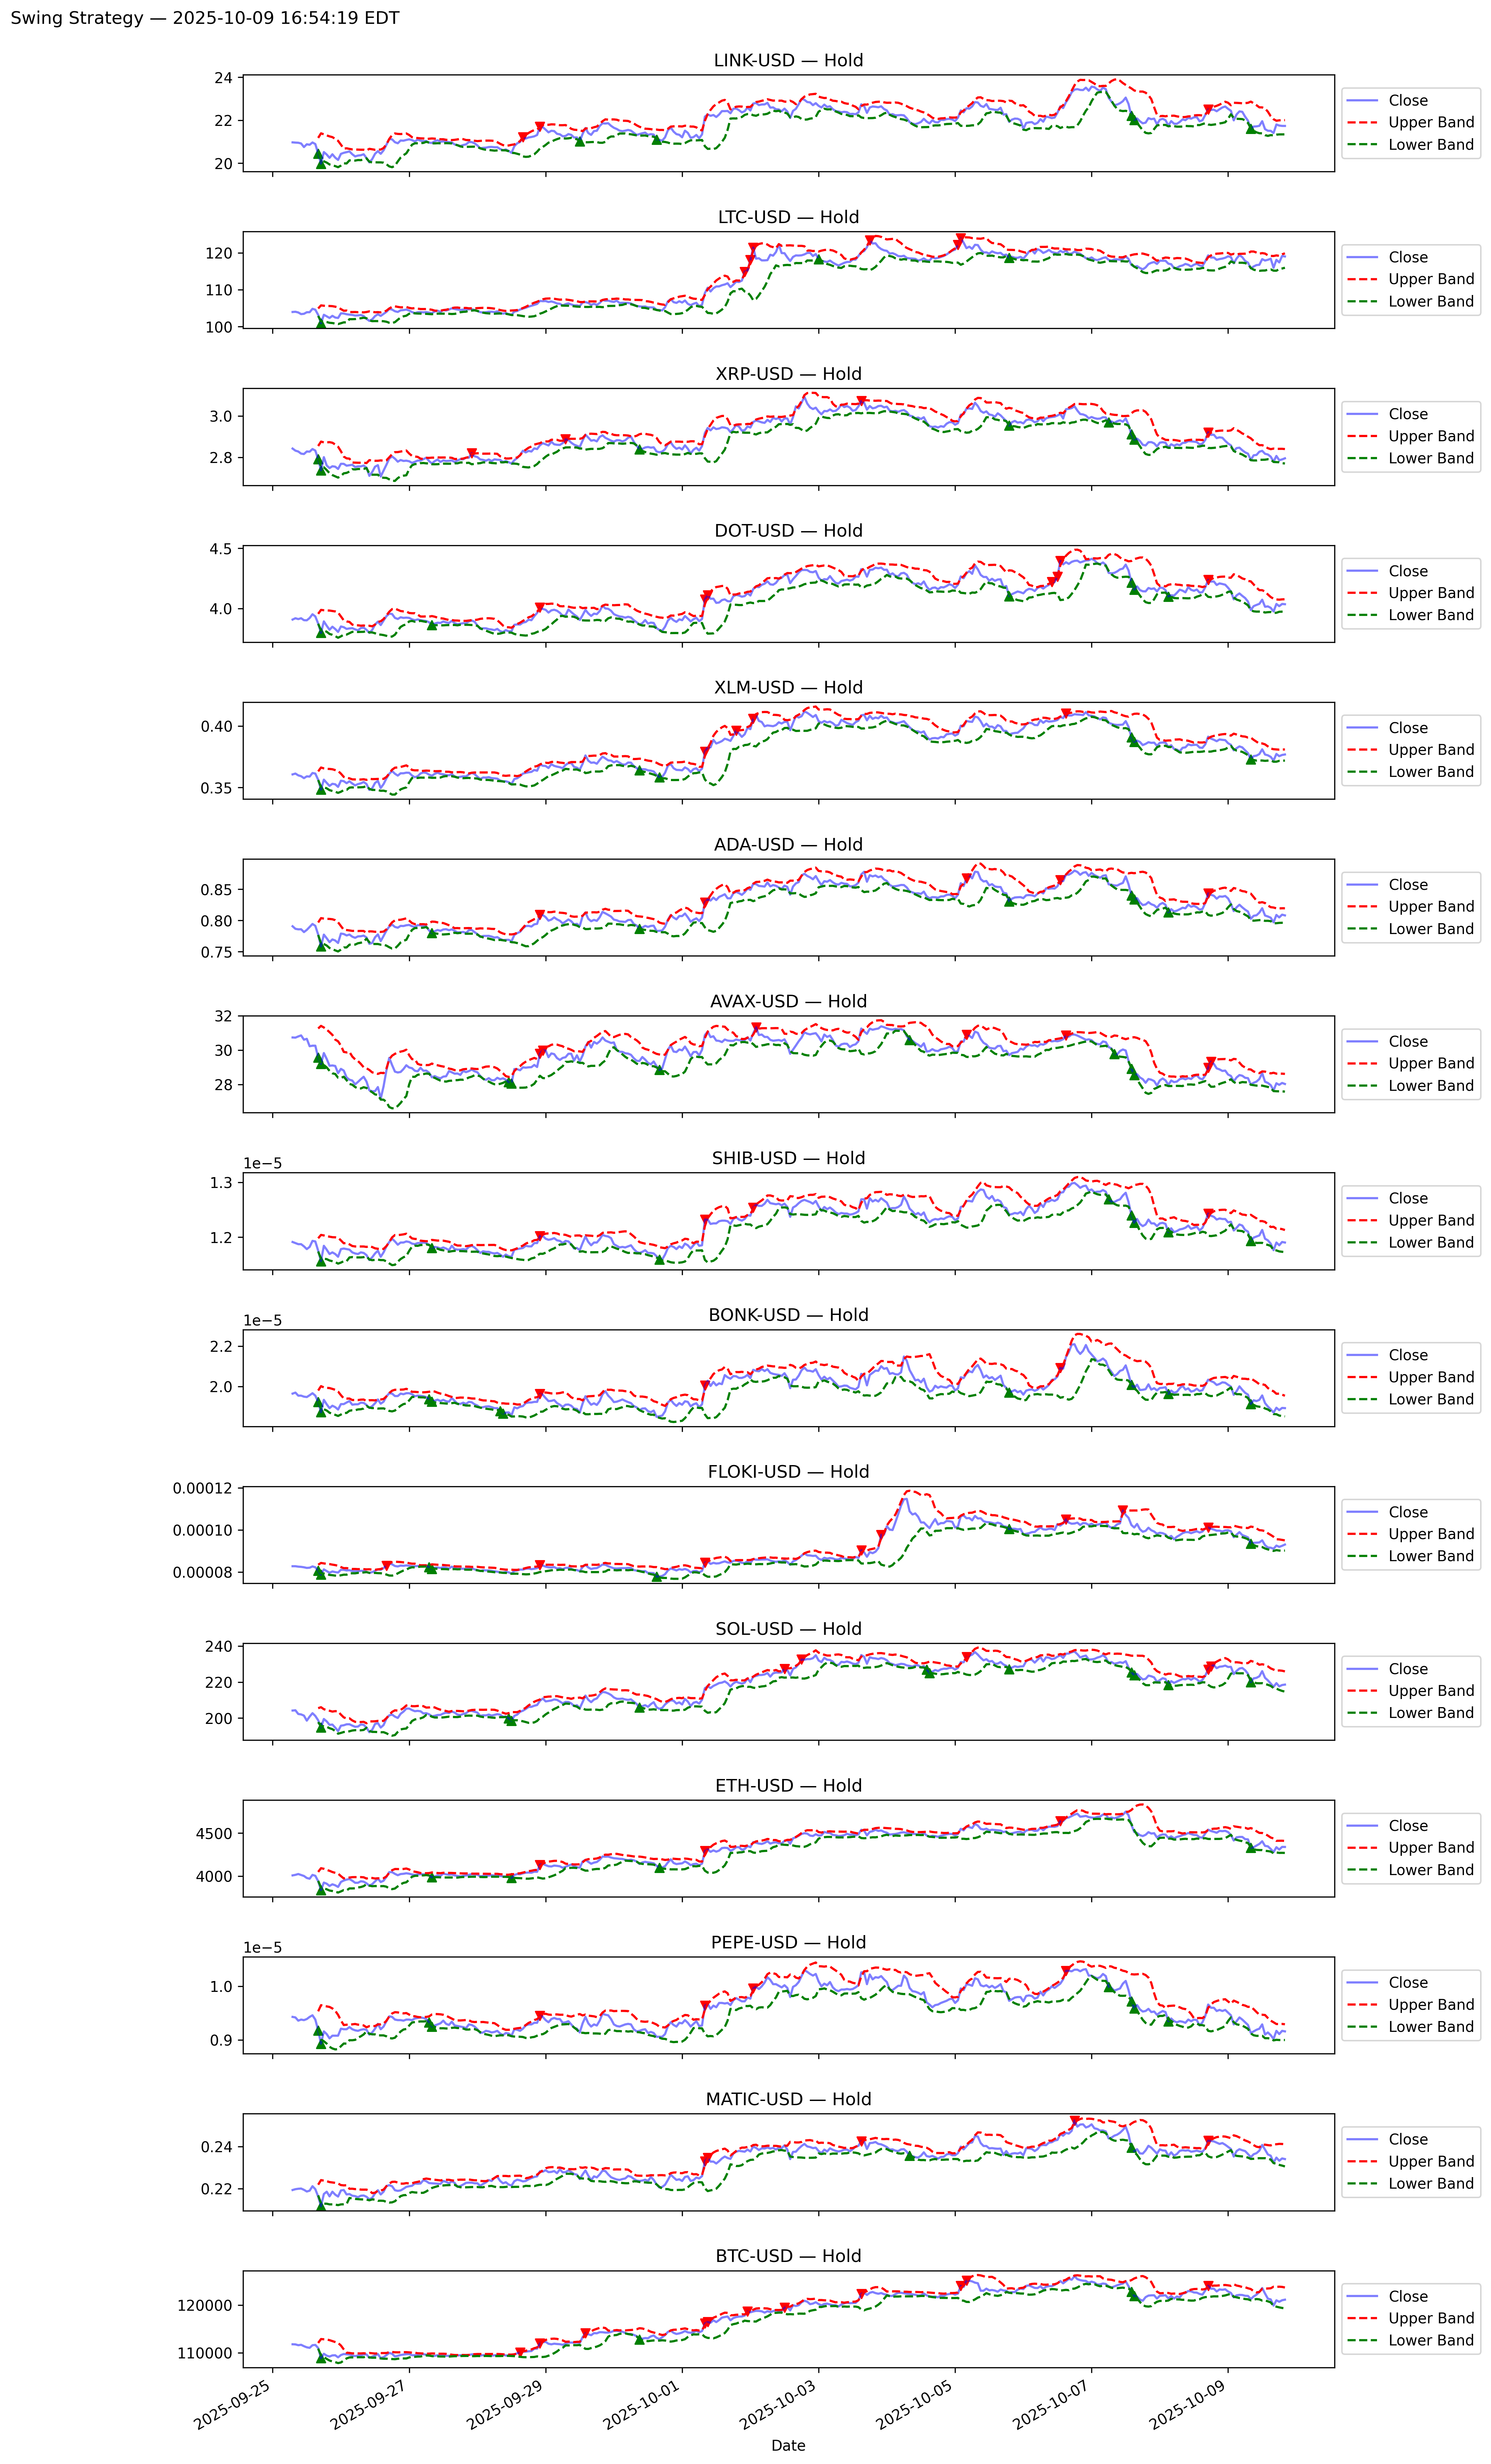 Swing Strategy — 2025-10-09 16:54:19 EDT
LINK-USD — Hold
24
22
20
Close
Upper Band
Lower Band
LTC-USD — Hold
120
110
100
Close
Upper Band
Lower Band
XRP-USD — Hold
3.0
2.8
Close
Upper Band
Lower Band
DOT-USD — Hold
4.5
4.0
Close
Upper Band
Lower Band
XLM-USD — Hold
0.40
0.35
Close
Upper Band
Lower Band
ADA-USD — Hold
0.85
0.80
0.75
Close
Upper Band
Lower Band
AVAX-USD — Hold
32
30
28
Close
Upper Band
Lower Band
SHIB-USD — Hold
1e−5
1.3
1.2
Close
Upper Band
Lower Band
BONK-USD — Hold
1e−5
2.2
2.0
Close
Upper Band
Lower Band
FLOKI-USD — Hold
0.00012
0.00010
0.00008
Close
Upper Band
Lower Band
SOL-USD — Hold
240
220
200
Close
Upper Band
Lower Band
ETH-USD — Hold
4500
4000
Close
Upper Band
Lower Band
PEPE-USD — Hold
1e−5
1.0
0.9
Close
Upper Band
Lower Band
MATIC-USD — Hold
0.24
0.22
Close
Upper Band
Lower Band
BTC-USD — Hold
120000
110000
Close
Upper Band
Lower Band
2025-09-25
2025-09-27
2025-09-29
2025-10-01
2025-10-03
2025-10-05
2025-10-07
2025-10-09
Date